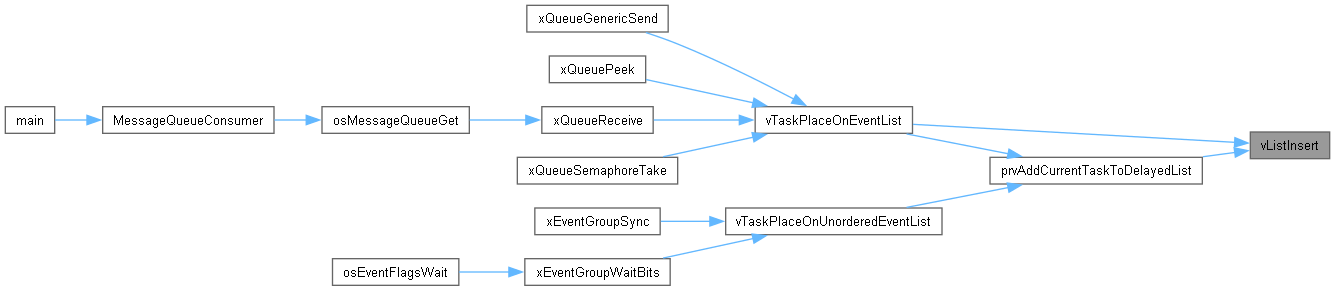 xQueueGenericSend
xQueuePeek
main
MessageQueueConsumer
osMessageQueueGet
xQueueReceive
vTaskPlaceOnEventList
vListInsert
xQueueSemaphoreTake
prvAddCurrentTaskToDelayedList
xEventGroupSync
vTaskPlaceOnUnorderedEventList
osEventFlagsWait
xEventGroupWaitBits